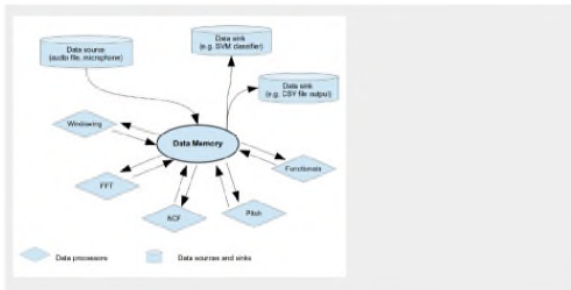 Data source
(audio file, microphone)
Data sink
(e.g. SVM classifier)
Data sink
(e.g. CSV file output)
Windowing
Data Memory
Functionals
FFT
ACF
Pitch
Data processors
Data sources and sinks